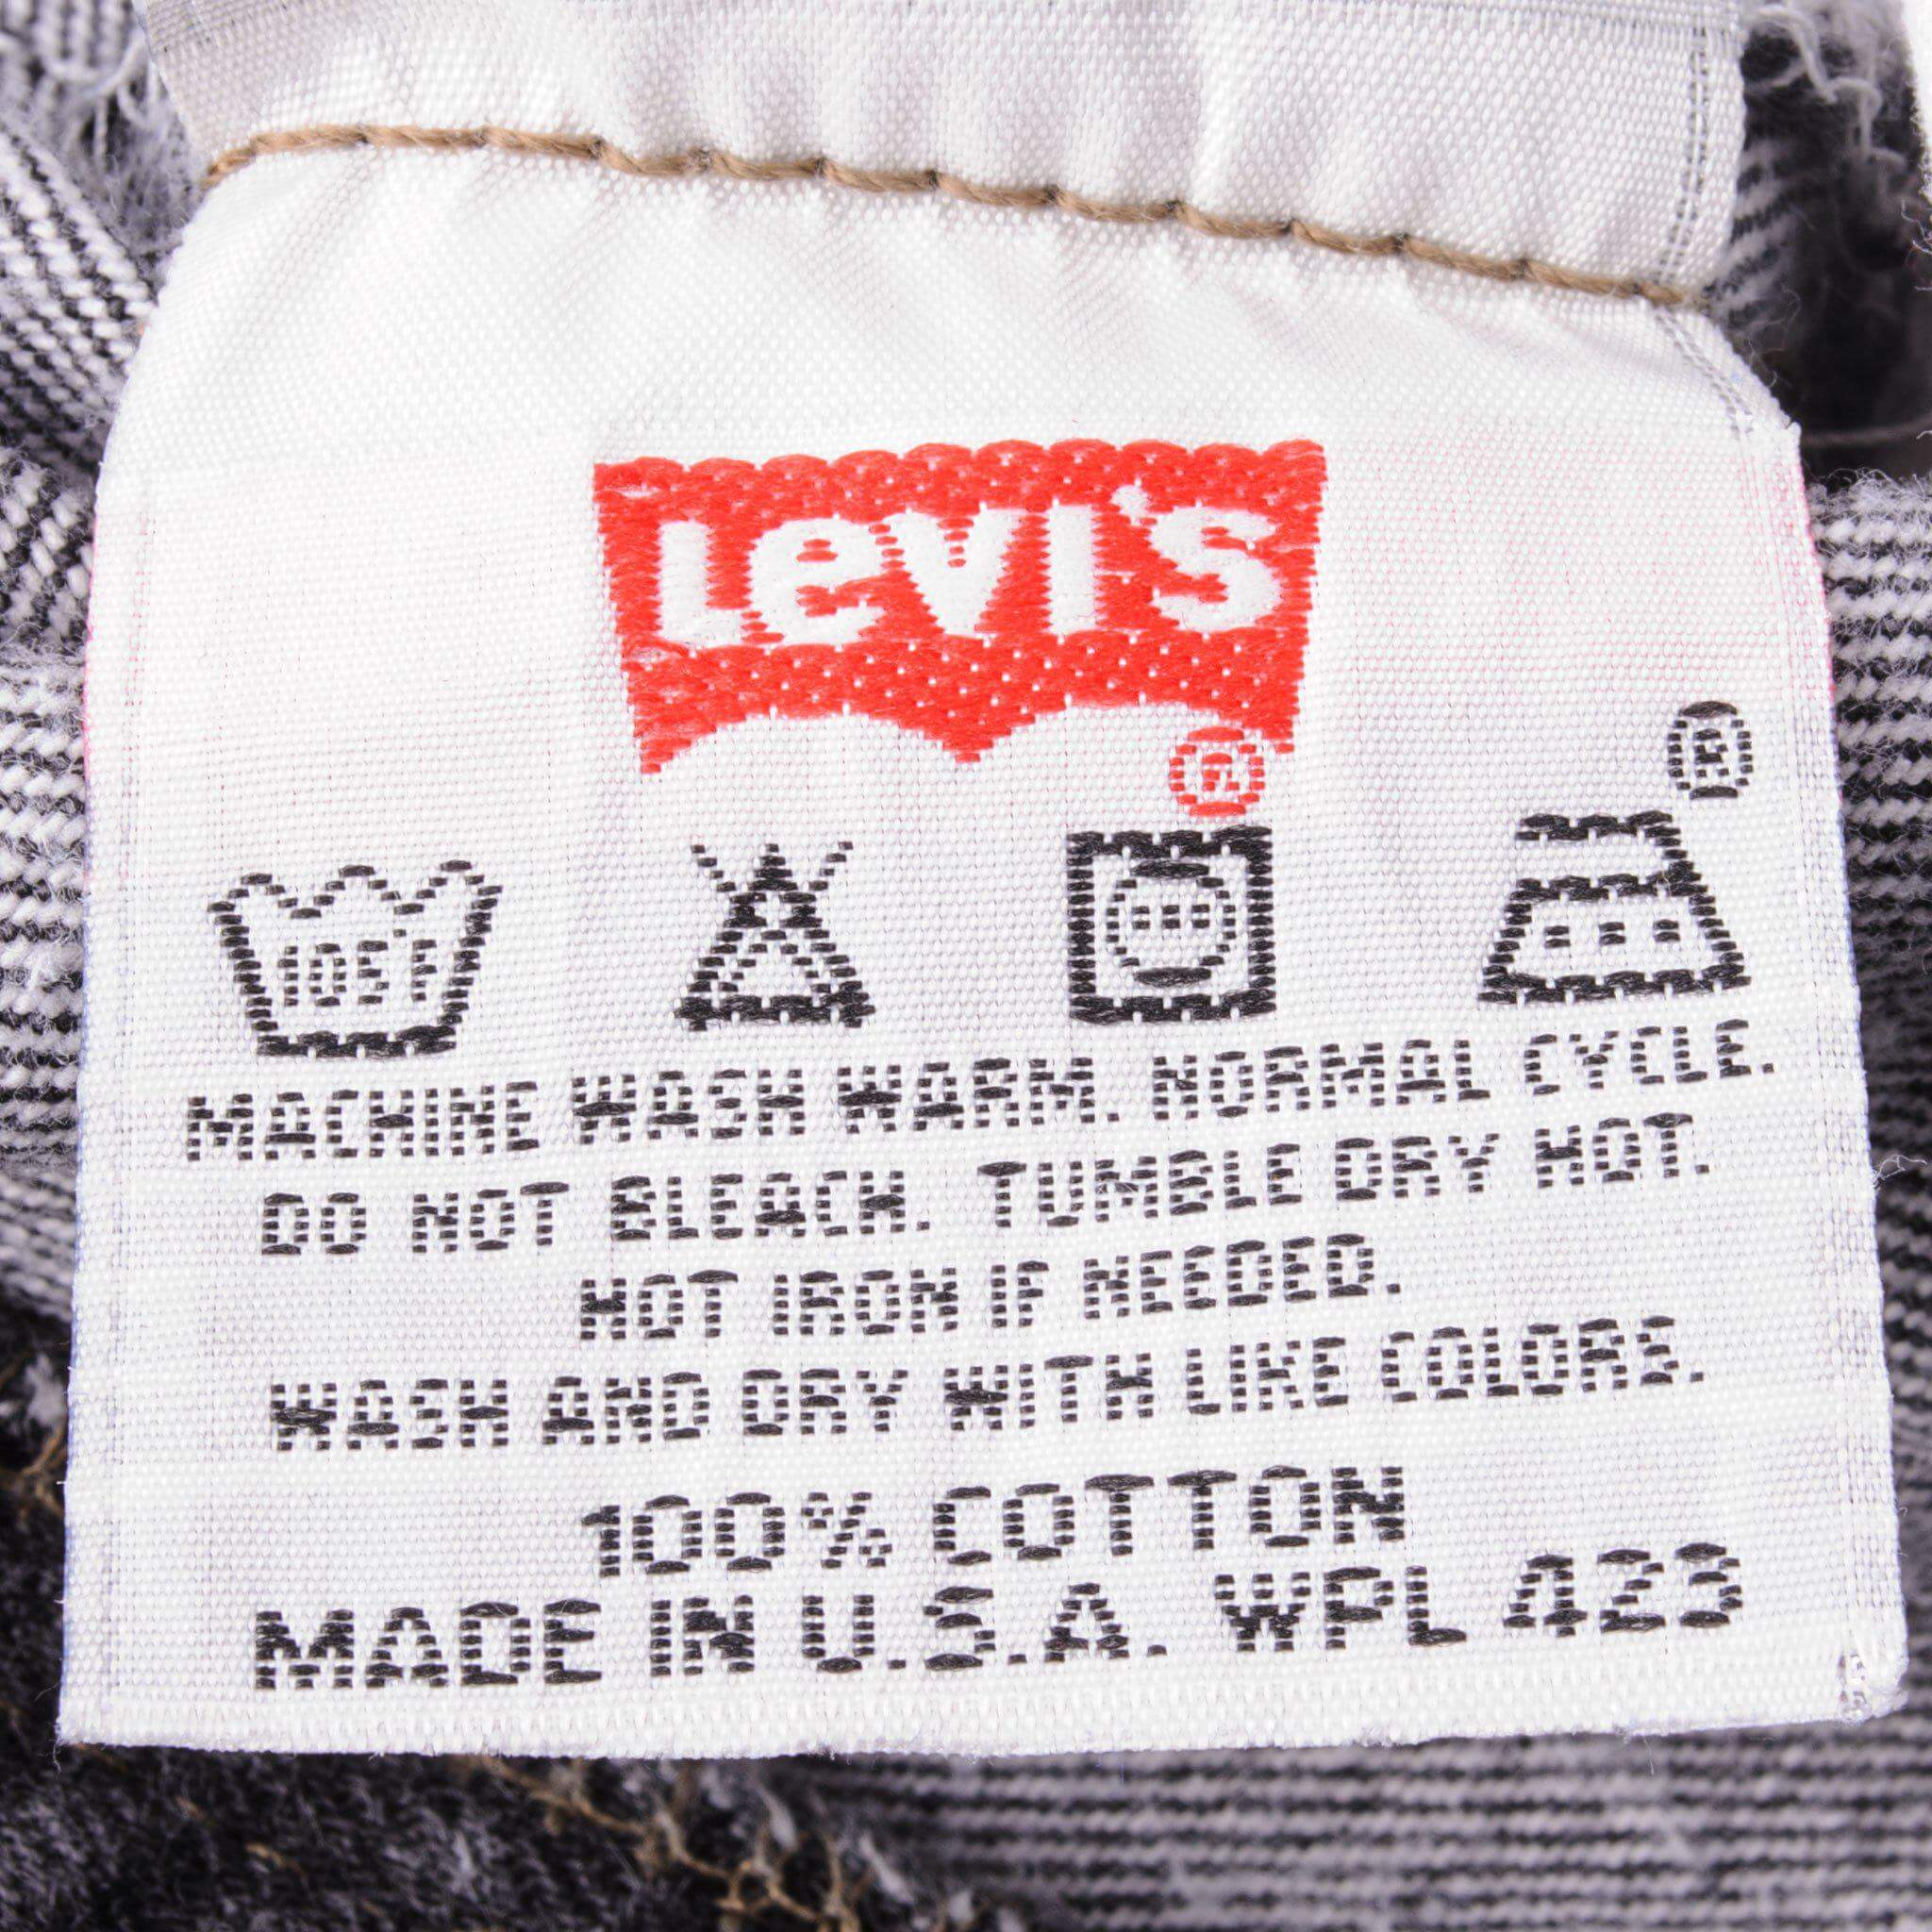 Levi's
®
®
105°F
MACHINE WASH WARM. NORMAL CYCLE.
DO NOT BLEACH. TUMBLE DRY HOT.
HOT IRON IF NEEDED.
WASH AND DRY WITH LIKE COLORS.
100% COTTON
MADE IN U.S.A. WPL 423